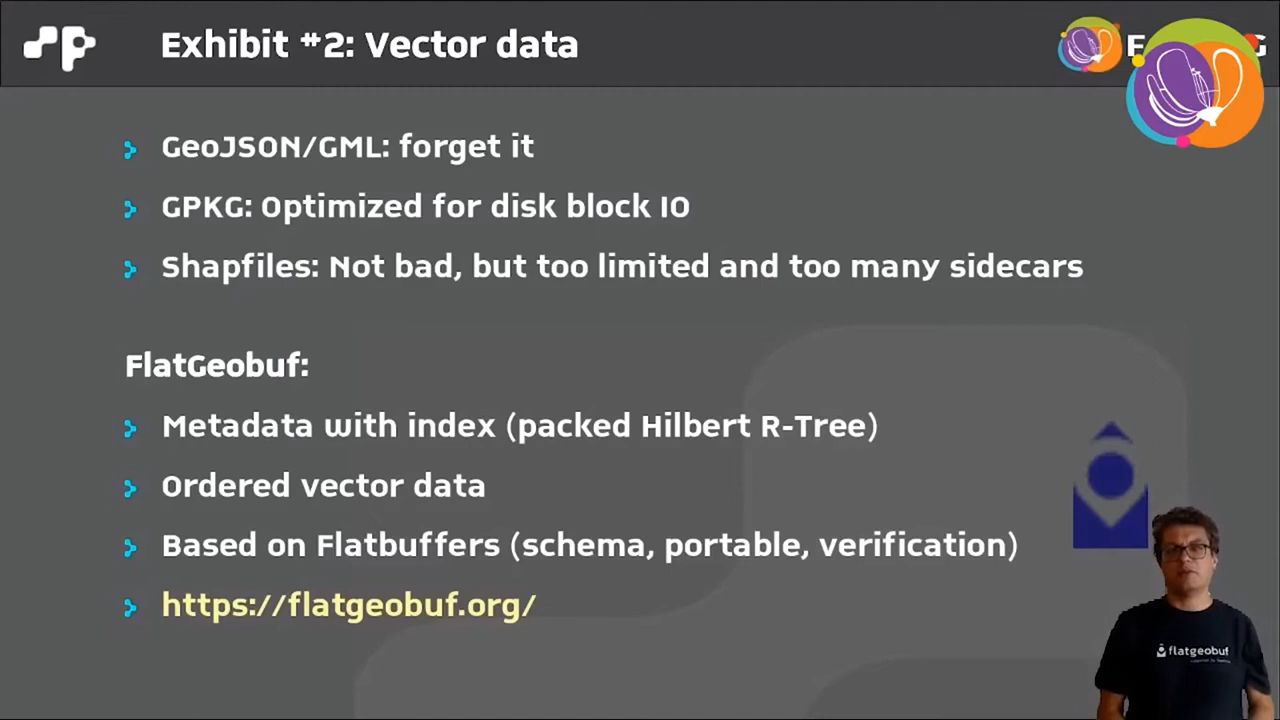 Exhibit #2: Vector data
GeoJSON/GML: forget it
GPKG: Optimized for disk block IO
Shapfiles: Not bad, but too limited and too many sidecars
FlatGeobuf:
Metadata with index (packed Hilbert R-Tree)
Ordered vector data
Based on Flatbuffers (schema, portable, verification)
https://flatgeobuf.org/
flatgeobuf